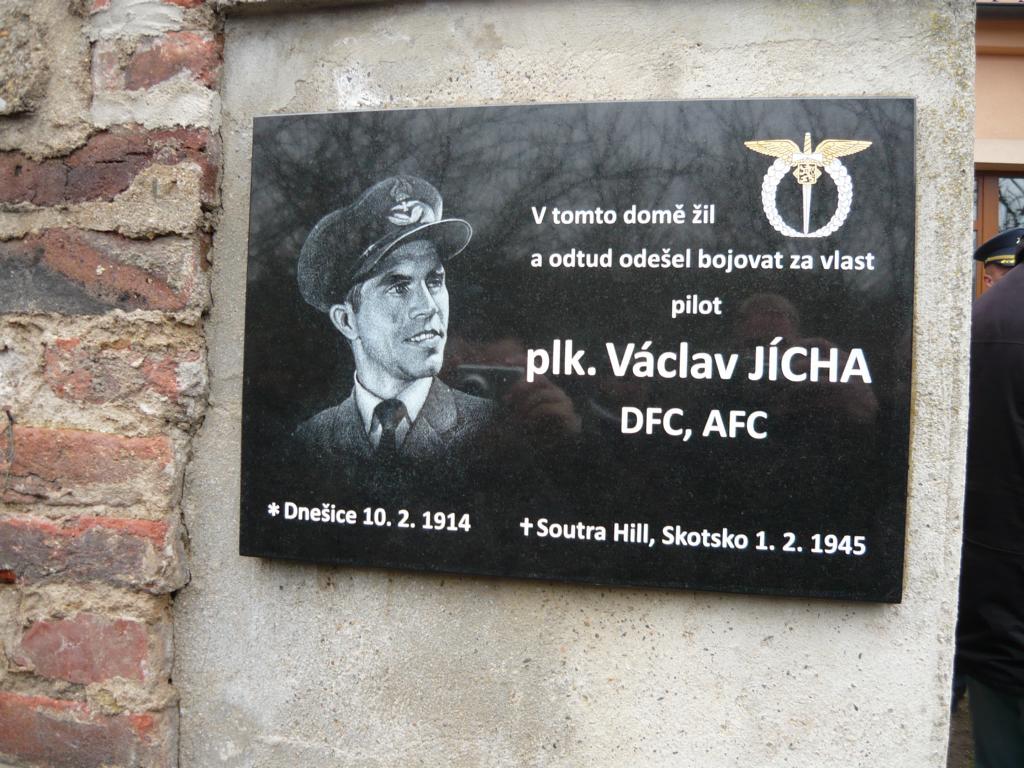 V tomto domě žil
a odtud odešel bojovat za vlast
pilot
plk. Václav JÍCHA
DFC, AFC
* Dnešice 10. 2. 1914
✝ Soutra Hill, Skotsko 1. 2. 1945